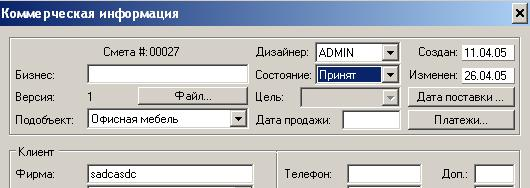 Коммерческая информация
Смета #:00027 Дизайнер: ADMIN Создан: 11.04.05
Бизнес: Состояние: Принят Изменен: 26.04.05
Версия: 1 Файл... Цель: Дата поставки ...
Подобъект: Офисная мебель Дата продажи: Платежи...
Клиент
Фирма: sadcasdc Телефон: Доп.: